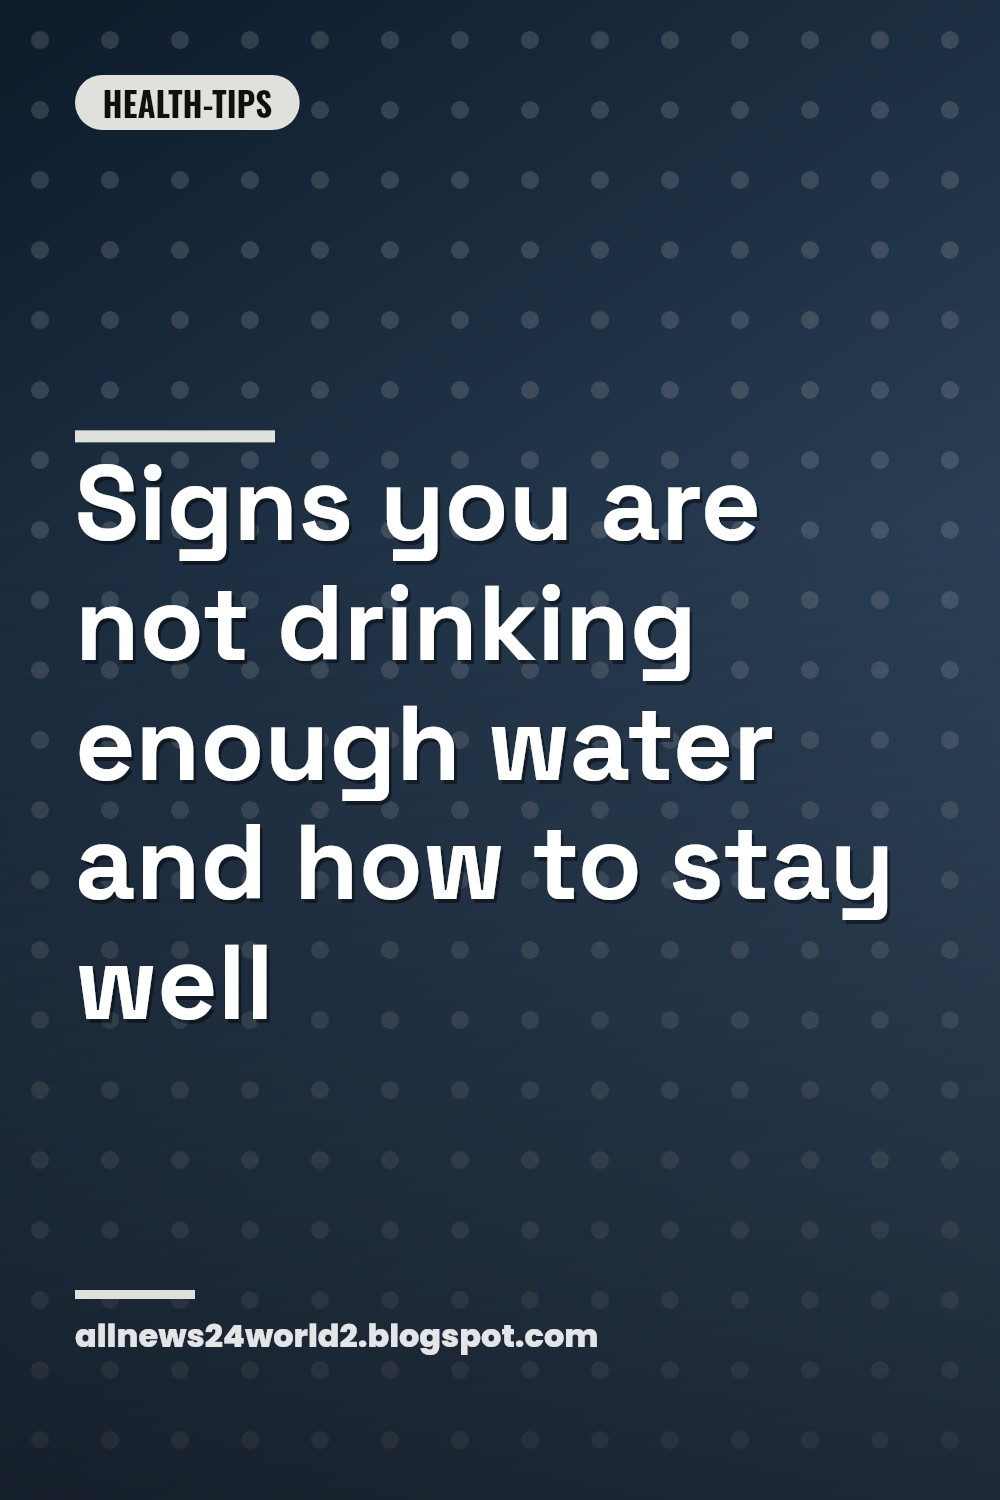 HEALTH-TIPS
Signs you are
not drinking
enough water
and how to stay
well
allnews24world2.blogspot.com